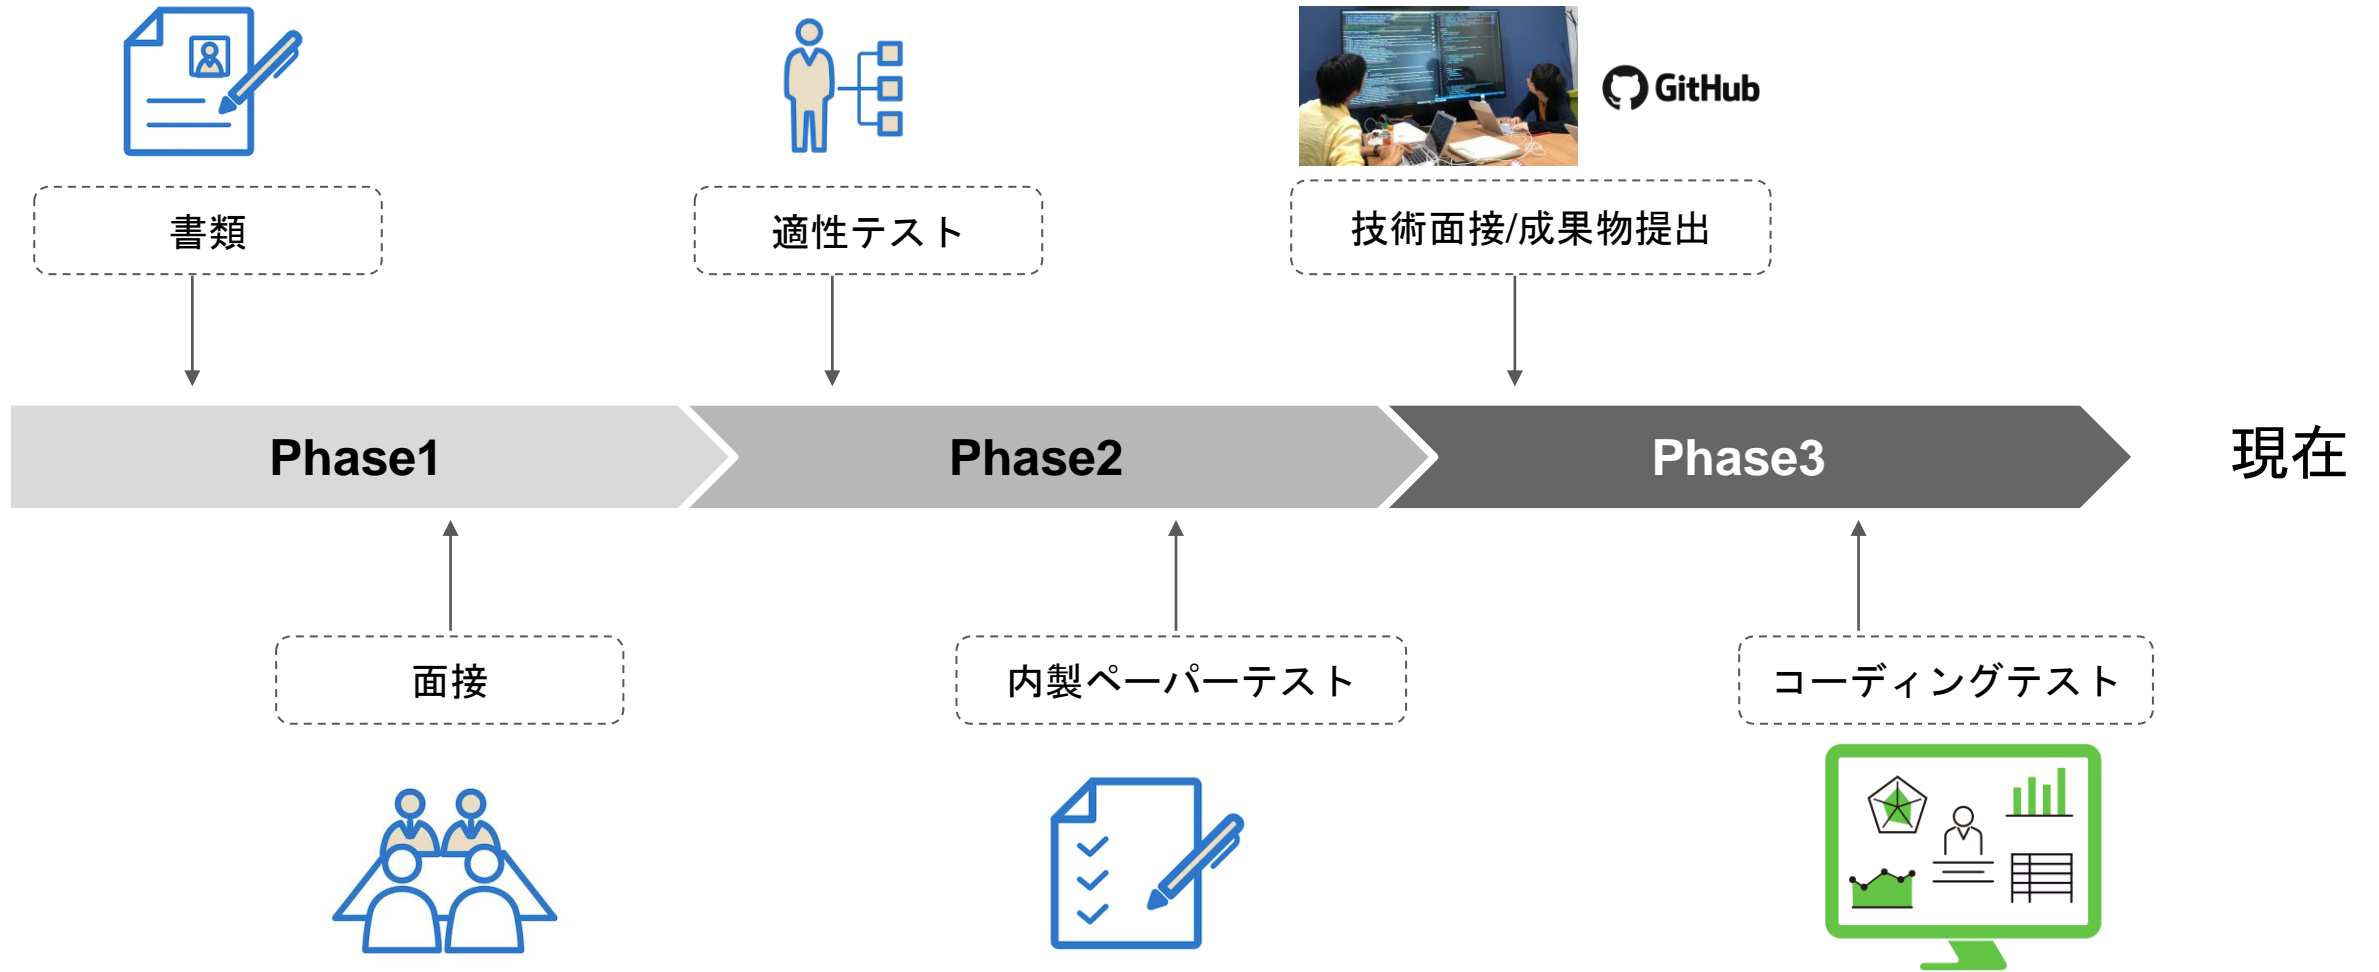 GitHub
書類
適性テスト
技術面接/成果物提出
Phase1
Phase2
Phase3
現在
面接
内製ペーパーテスト
コーディングテスト